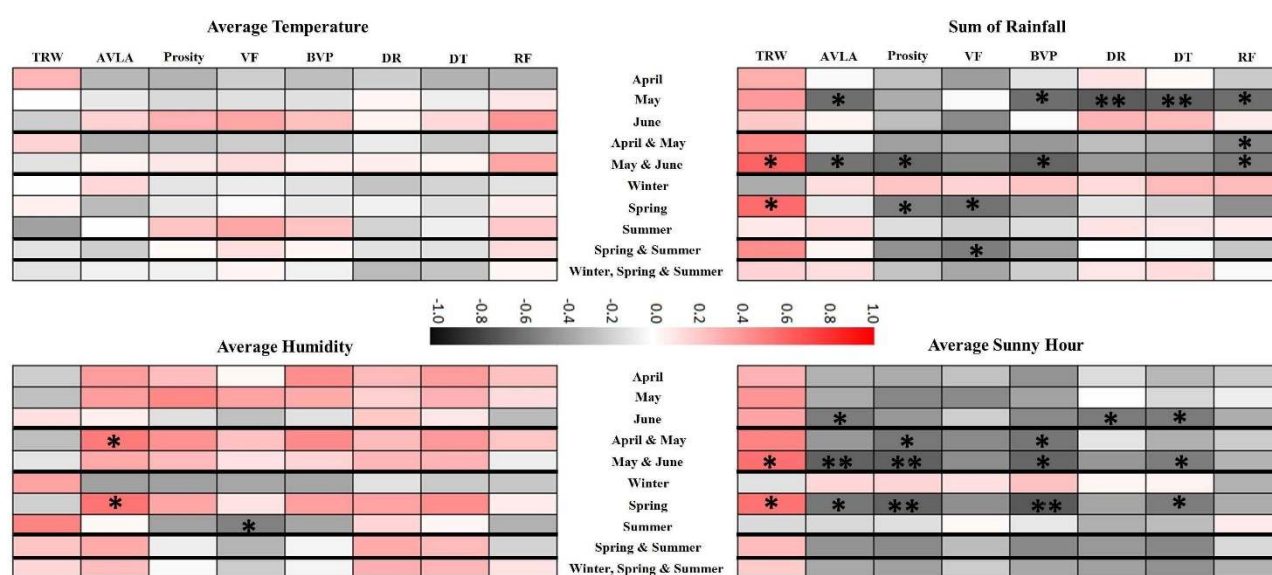 Average Temperature
TRW AVLA Prosity VF BVP DR DT RF
Sum of Rainfall
TRW AVLA Prosity VF BVP DR DT RF
April
May
* * ** ** *
June
April & May
*
May & June
* * * * *
Winter
Spring
* * *
Summer
Spring & Summer
*
Winter, Spring & Summer
-1.0 -0.8 -0.6 -0.4 -0.2 0.0 0.2 0.4 0.6 0.8 1.0
Average Humidity
Average Sunny Hour
April
May
June
* * *
April & May
* * *
May & June
* ** ** * *
Winter
Spring
* * * ** ** *
Summer
*
Spring & Summer
Winter, Spring & Summer